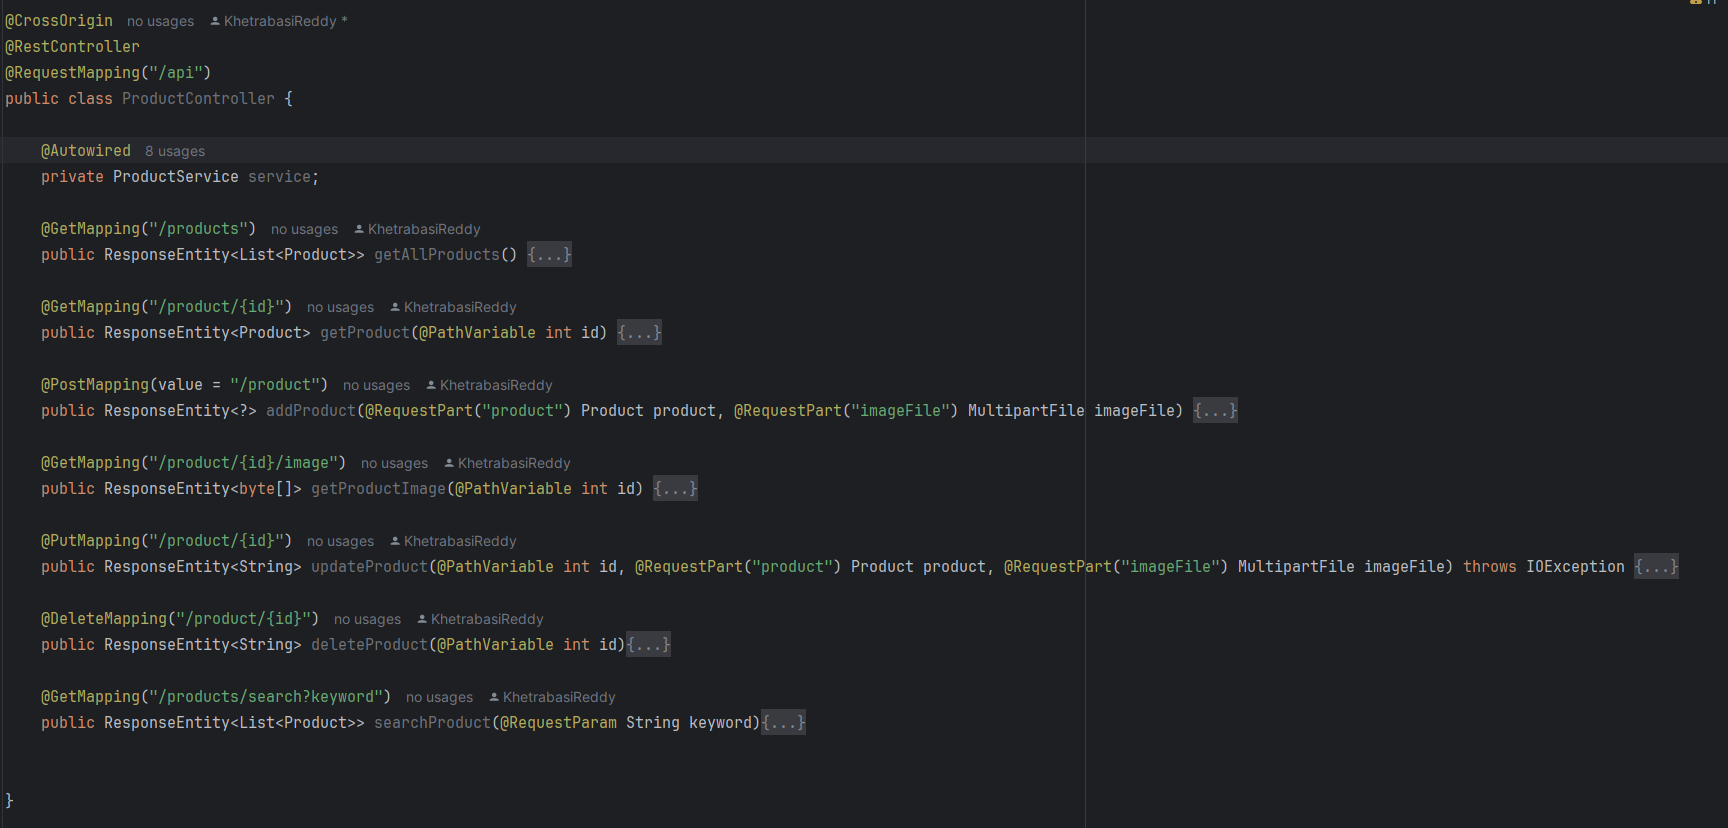 @CrossOrigin no usages KhetrabasiReddy *
@RestController
@RequestMapping("/api")
public class ProductController {
@Autowired 8 usages
private ProductService service;
@GetMapping("/products") no usages KhetrabasiReddy
public ResponseEntity<List<Product>> getAllProducts() {...}
@GetMapping("/product/{id}") no usages KhetrabasiReddy
public ResponseEntity<Product> getProduct(@PathVariable int id) {...}
@PostMapping(value = "/product") no usages KhetrabasiReddy
public ResponseEntity<?> addProduct(@RequestPart("product") Product product, @RequestPart("imageFile") MultipartFile imageFile) {...}
@GetMapping("/product/{id}/image") no usages KhetrabasiReddy
public ResponseEntity<byte[]> getProductImage(@PathVariable int id) {...}
@PutMapping("/product/{id}") no usages KhetrabasiReddy
public ResponseEntity<String> updateProduct(@PathVariable int id, @RequestPart("product") Product product, @RequestPart("imageFile") MultipartFile imageFile) throws IOException {...}
@DeleteMapping("/product/{id}") no usages KhetrabasiReddy
public ResponseEntity<String> deleteProduct(@PathVariable int id){...}
@GetMapping("/products/search?keyword") no usages KhetrabasiReddy
public ResponseEntity<List<Product>> searchProduct(@RequestParam String keyword){...}
}